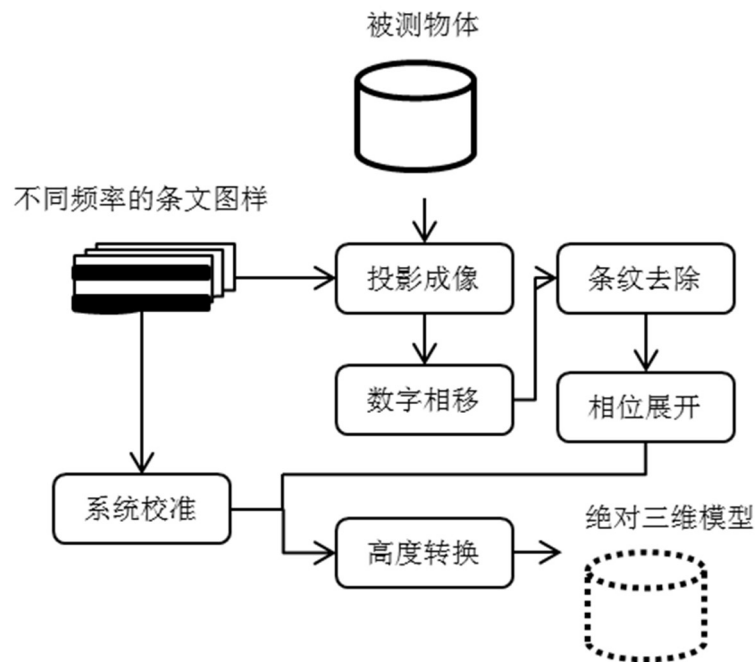 被测物体
不同频率的条文图样
投影成像
条纹去除
数字相移
相位展开
系统校准
绝对三维模型
高度转换